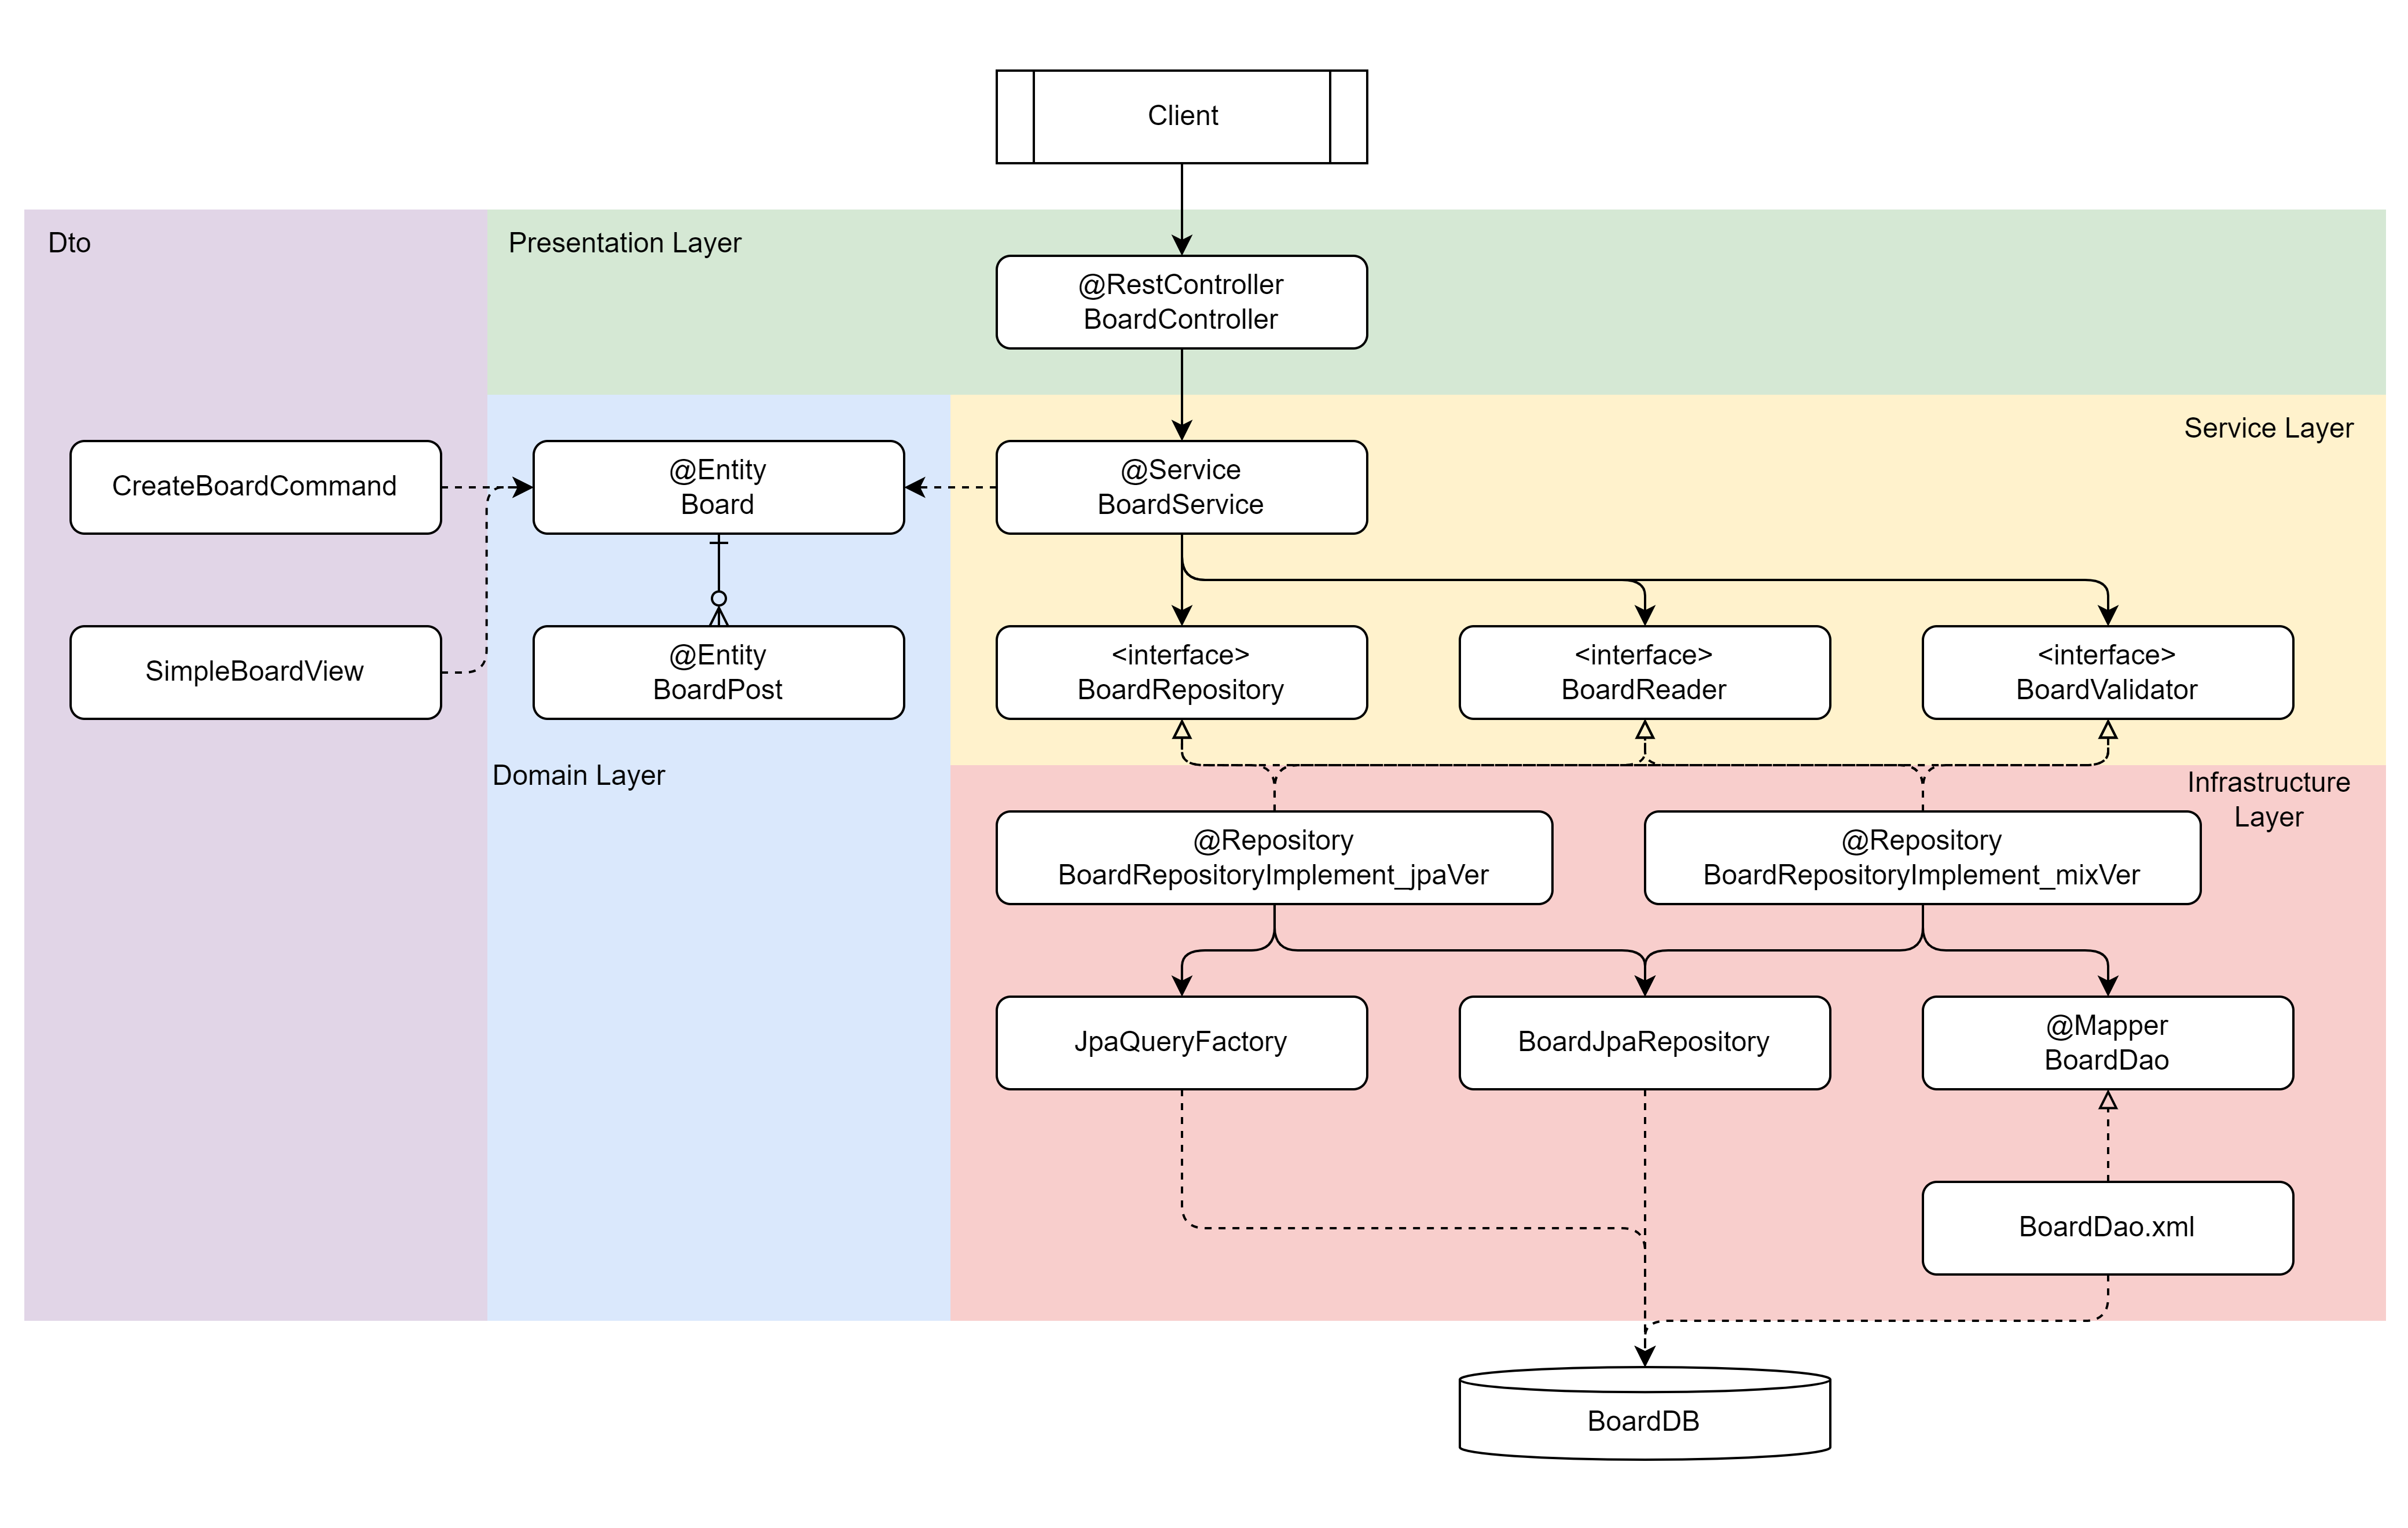 Client
Dto
Presentation Layer
@RestController
BoardController
Service Layer
CreateBoardCommand
@Entity
Board
@Service
BoardService
SimpleBoardView
@Entity
BoardPost
<interface>
BoardRepository
<interface>
BoardReader
<interface>
BoardValidator
Domain Layer
Infrastructure
Layer
@Repository
BoardRepositoryImplement_jpaVer
@Repository
BoardRepositoryImplement_mixVer
JpaQueryFactory
BoardJpaRepository
@Mapper
BoardDao
BoardDao.xml
BoardDB